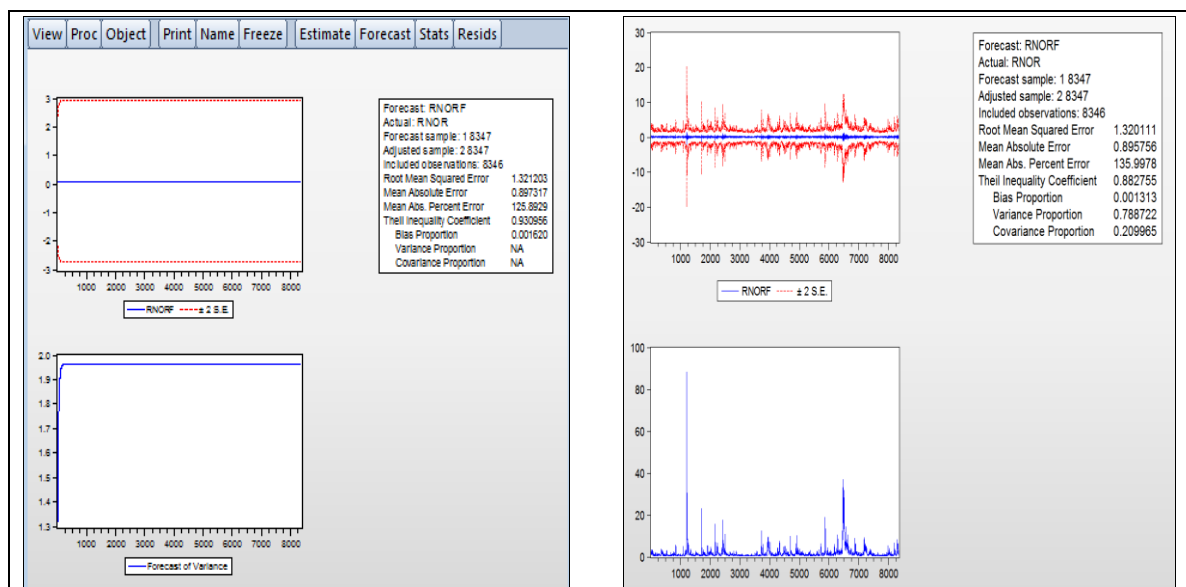 View Proc Object Print Name Freeze Estimate Forecast Stats Resids
3
2
1
0
-1
-2
-3
1000 2000 3000 4000 5000 6000 7000 8000
RNORF ± 2 S.E.
Forecast: RNORF
Actual: RNOR
Forecast sample: 1 8347
Adjusted sample: 2 8347
Included observations: 8346
Root Mean Squared Error 1.321203
Mean Absolute Error 0.897317
Mean Abs. Percent Error 125.8929
Theil Inequality Coefficient 0.930956
Bias Proportion 0.001620
Variance Proportion NA
Covariance Proportion NA
2.0
1.9
1.8
1.7
1.6
1.5
1.4
1.3
1000 2000 3000 4000 5000 6000 7000 8000
Forecast of Variance
30
20
10
0
-10
-20
-30
1000 2000 3000 4000 5000 6000 7000 8000
RNORF ± 2 S.E.
Forecast: RNORF
Actual: RNOR
Forecast sample: 1 8347
Adjusted sample: 2 8347
Included observations: 8346
Root Mean Squared Error 1.320111
Mean Absolute Error 0.895756
Mean Abs. Percent Error 135.9978
Theil Inequality Coefficient 0.882755
Bias Proportion 0.001313
Variance Proportion 0.788722
Covariance Proportion 0.209965
100
80
60
40
20
0
1000 2000 3000 4000 5000 6000 7000 8000